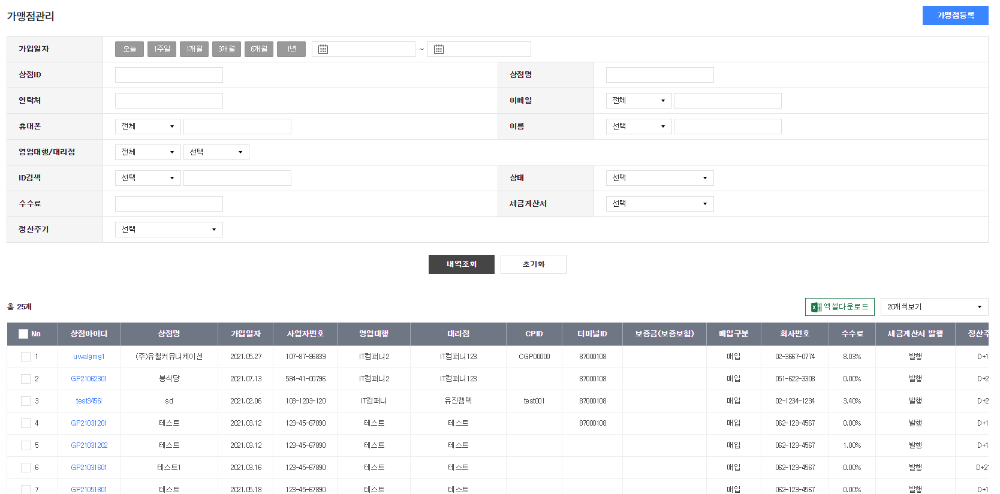 가맹점관리
가맹점등록
가입일자 오늘 1주일 1개월 3개월 6개월 1년 ~
상점ID 상점명
연락처 이메일 전체
휴대폰 전체 이름 선택
영업대행/대리점 전체 선택
ID검색 선택 상태 선택
수수료 세금계산서 선택
정산주기 선택
내역조회 초기화
총 25개 엑셀다운로드 20개씩보기
No 상점아이디 상점명 가입일자 사업자번호 영업대행 대리점 CPID 터미널ID 보증금(보증보험) 매입구분 회사번호 수수료 세금계산서 발행 정산주
1 uwalgmg1 (주)유월커뮤니케이션 2021.05.27 107-87-86839 IT컴퍼니2 IT컴퍼니123 CGP00000 87000108 매입 02-3667-0774 8.03% 발행 D+1
2 GP21062301 봉식당 2021.07.13 584-41-00796 IT컴퍼니2 IT컴퍼니123 87000108 매입 051-622-3308 0.00% 발행 D+2
3 test3456! sd 2021.02.06 103-1203-120 IT컴퍼니 유진켐텍 test001 87000108 매입 02-1234-1234 3.40% 발행 D+2
4 GP21031201 테스트 2021.03.12 123-45-67890 테스트 테스트 87000108 매입 062-123-4567 0.00% 발행 D+1
5 GP21031202 테스트 2021.03.12 123-45-67890 테스트 테스트 매입 062-123-4567 1.00% 발행 D+1
6 GP21031601 테스트1 2021.03.16 123-45-67890 테스트 테스트 매입 062-123-4567 0.00% 발행 D+2
7 GP21051801 테스트 2021.05.18 123-45-67890 테스트 테스트 매입 062-123-4567 0.00% 발행 D+1